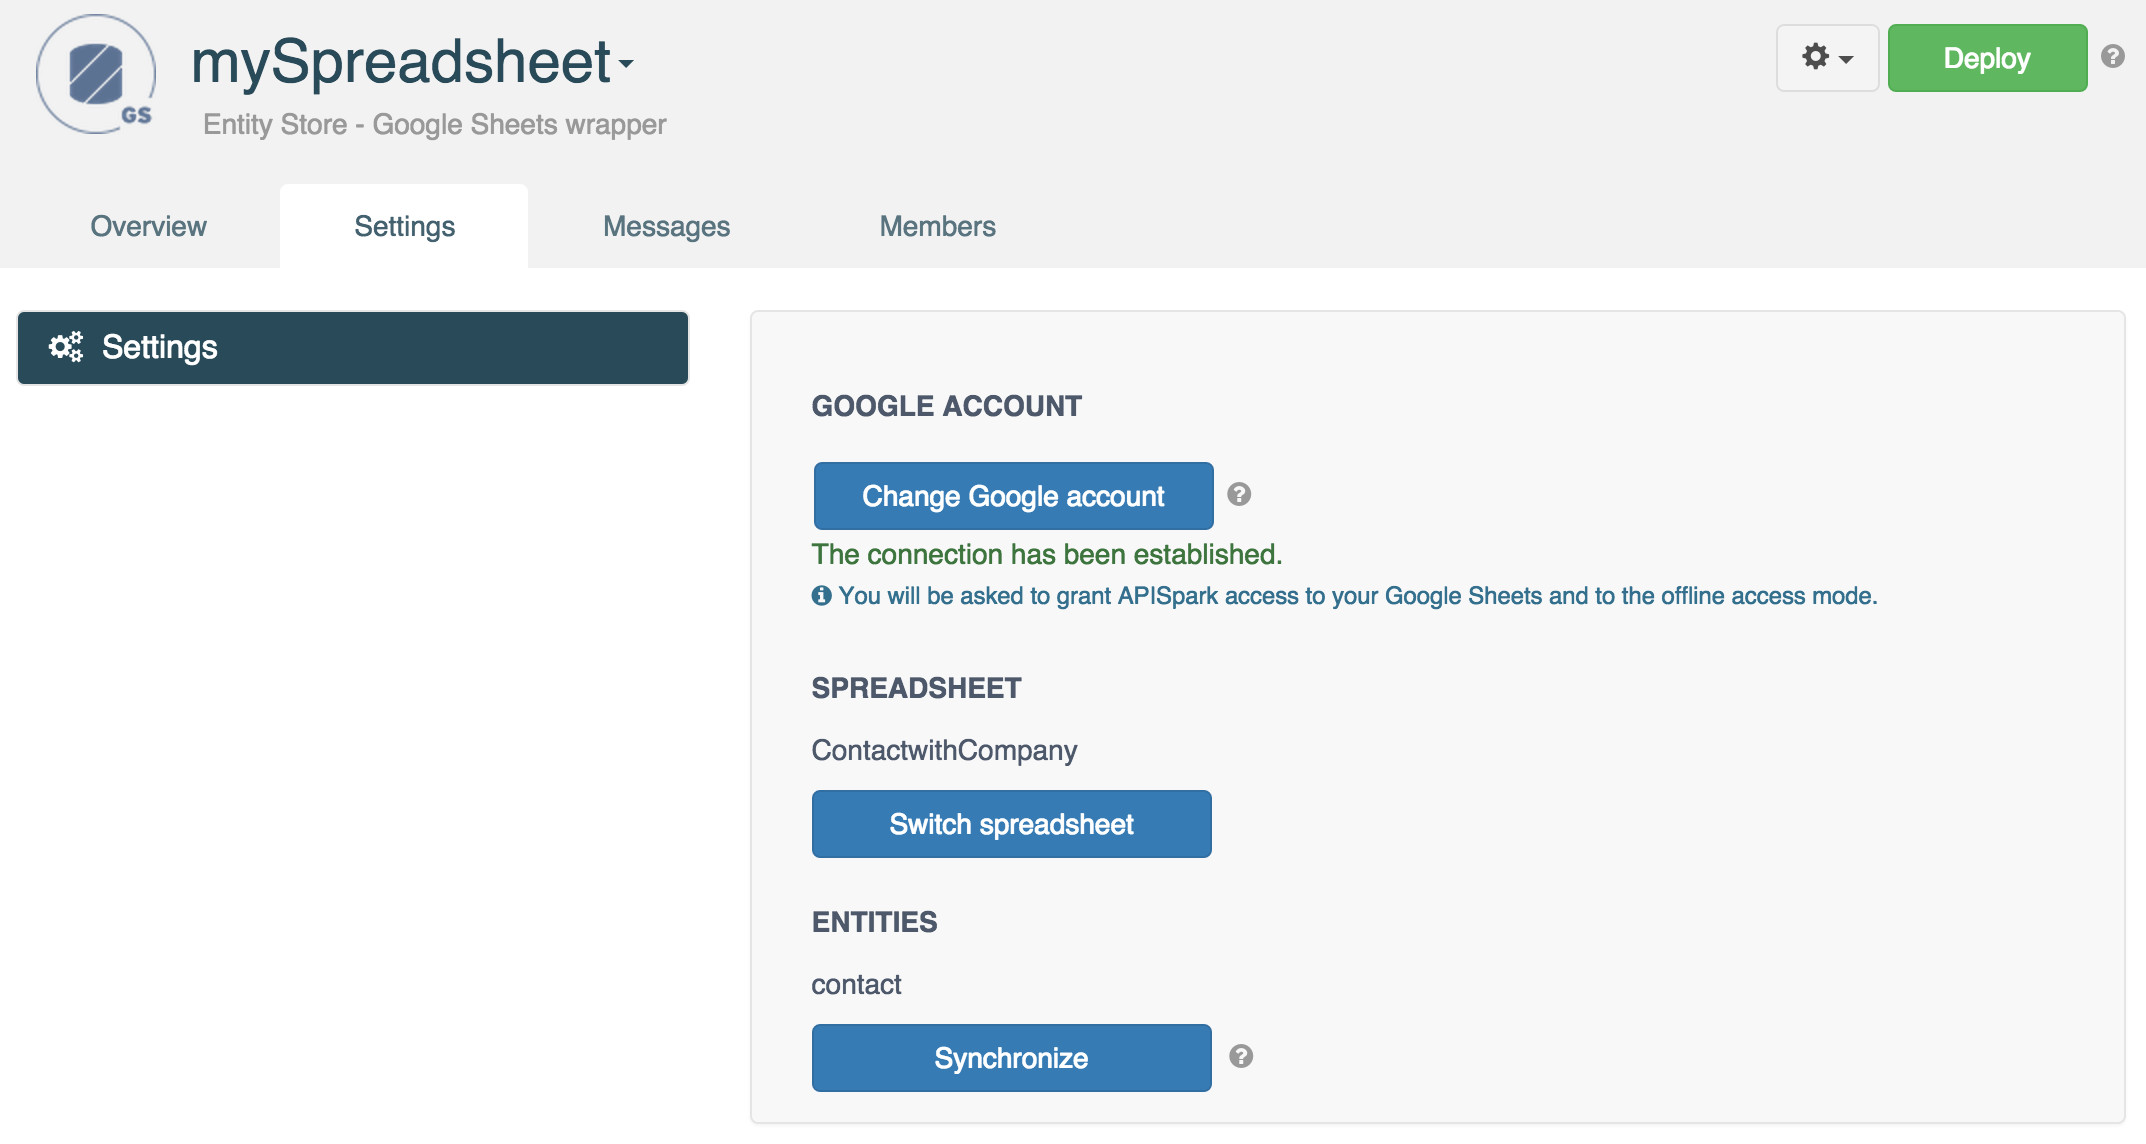 GS
mySpreadsheet
Entity Store - Google Sheets wrapper
Deploy
Overview
Settings
Messages
Members
Settings
GOOGLE ACCOUNT
Change Google account
The connection has been established.
You will be asked to grant APISpark access to your Google Sheets and to the offline access mode.
SPREADSHEET
ContactwithCompany
Switch spreadsheet
ENTITIES
contact
Synchronize